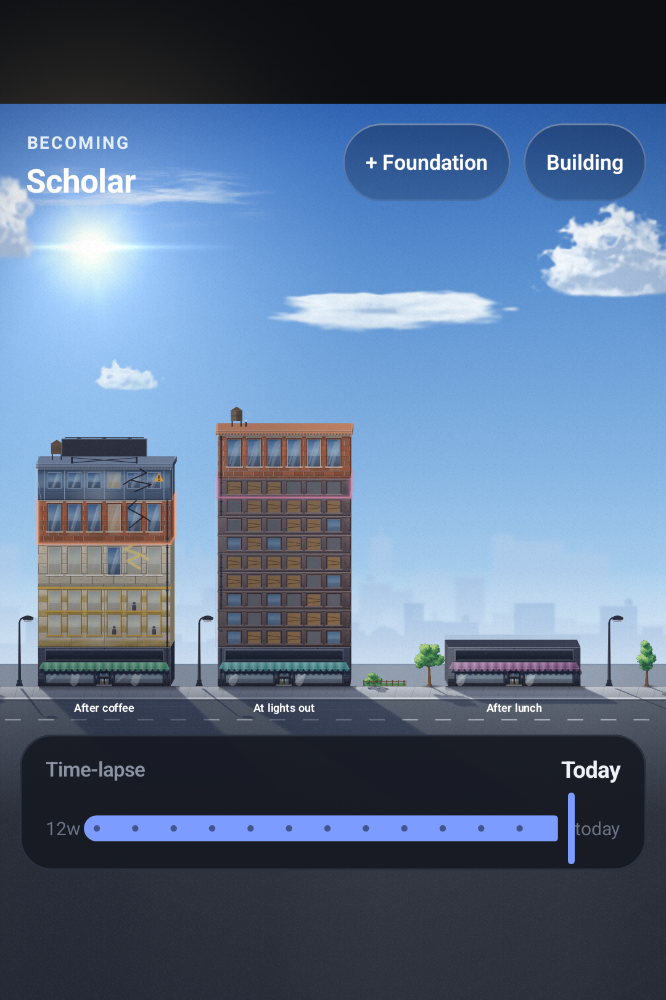 BECOMING
Scholar
+ Foundation
Building
After coffee
At lights out
After lunch
Time-lapse
Today
12w
today